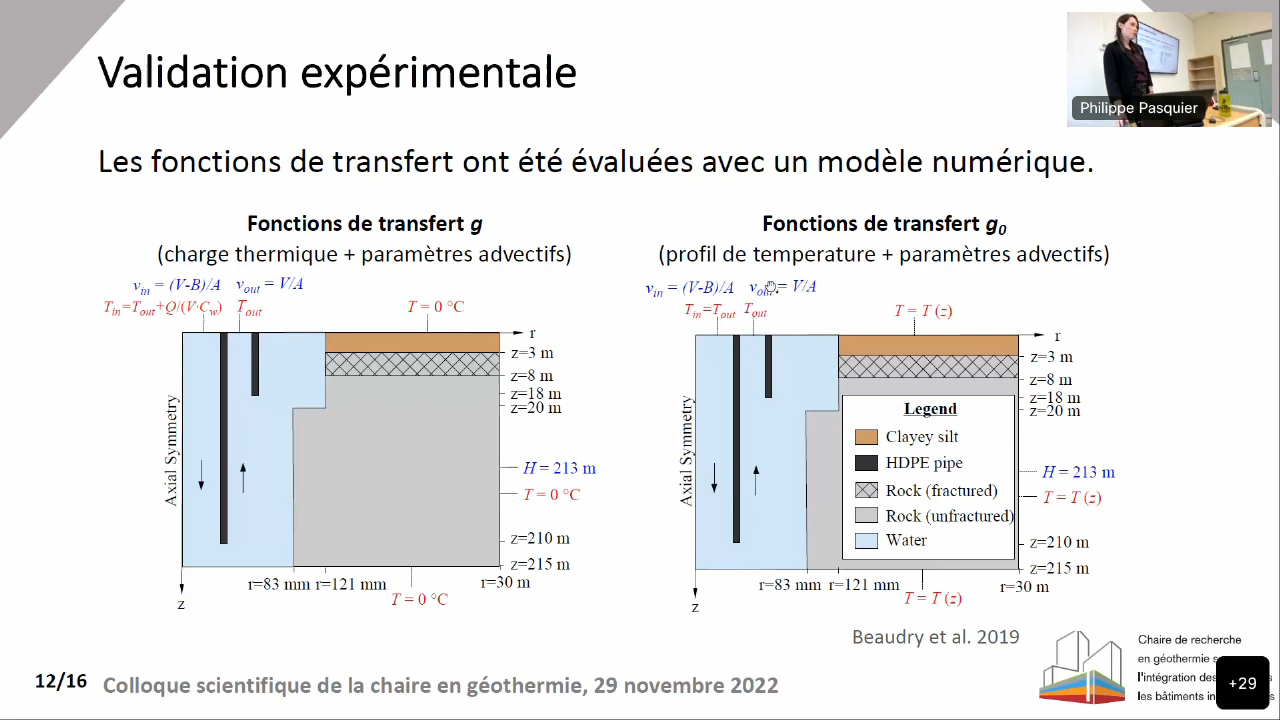 Validation expérimentale
Philippe Pasquier
Les fonctions de transfert ont été évaluées avec un modèle numérique.
Fonctions de transfert g
(charge thermique + paramètres advectifs)
v_in = (V-B)/A v_out = V/A
T_in=T_out+Q/(V·C_w) T_out
T = 0 °C
r
z=3 m
z=8 m
z=18 m
z=20 m
Axial Symmetry
H = 213 m
T = 0 °C
z=210 m
z=215 m
r=83 mm r=121 mm
r=30 m
T = 0 °C
z
Fonctions de transfert g_0
(profil de temperature + paramètres advectifs)
v_in = (V-B)/A v_out = V/A
T_in=T_out T_out
T = T (z)
r
z=3 m
z=8 m
z=18 m
z=20 m
Axial Symmetry
Legend
Clayey silt
HDPE pipe
Rock (fractured)
Rock (unfractured)
Water
H = 213 m
T = T (z)
z=210 m
z=215 m
r=83 mm r=121 mm
r=30 m
T = T (z)
z
Beaudry et al. 2019
Chaire de recherche
en géothermie
l'intégration des
les bâtiments
+29
12/16
Colloque scientifique de la chaire en géothermie, 29 novembre 2022